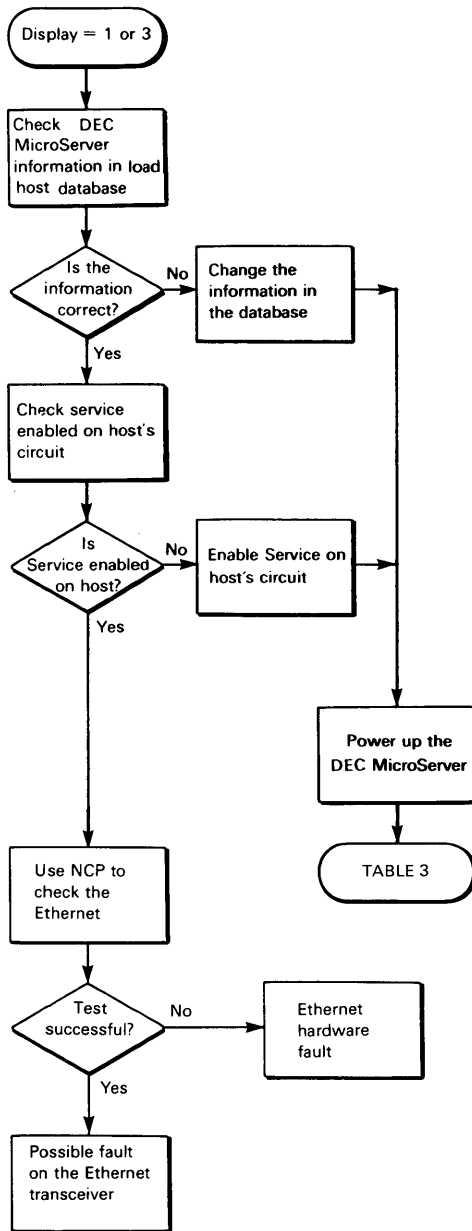 Display = 1 or 3
Check DEC
MicroServer
information in load
host database
Is the
information
correct?
No
Change the
information in
the database
Yes
Check service
enabled on host's
circuit
Is
Service enabled
on host?
No
Enable Service on
host's circuit
Yes
Power up the
DEC MicroServer
TABLE 3
Use NCP to
check the
Ethernet
Test
successful?
No
Ethernet
hardware
fault
Yes
Possible fault
on the Ethernet
transceiver